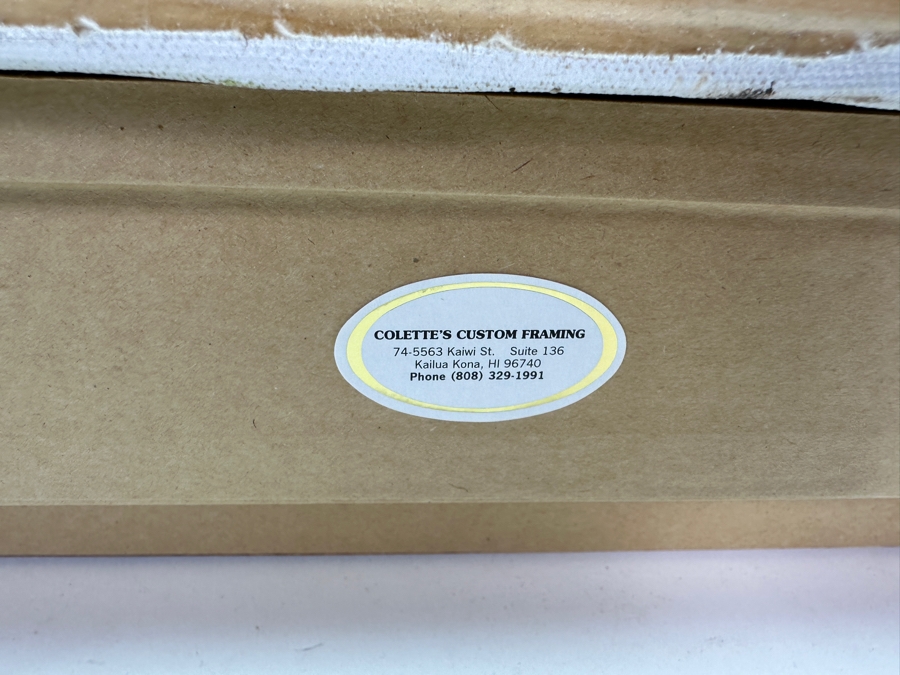 COLETTE'S CUSTOM FRAMING
74-5563 Kaiwi St. Suite 136
Kailua Kona, HI 96740
Phone (808) 329-1991